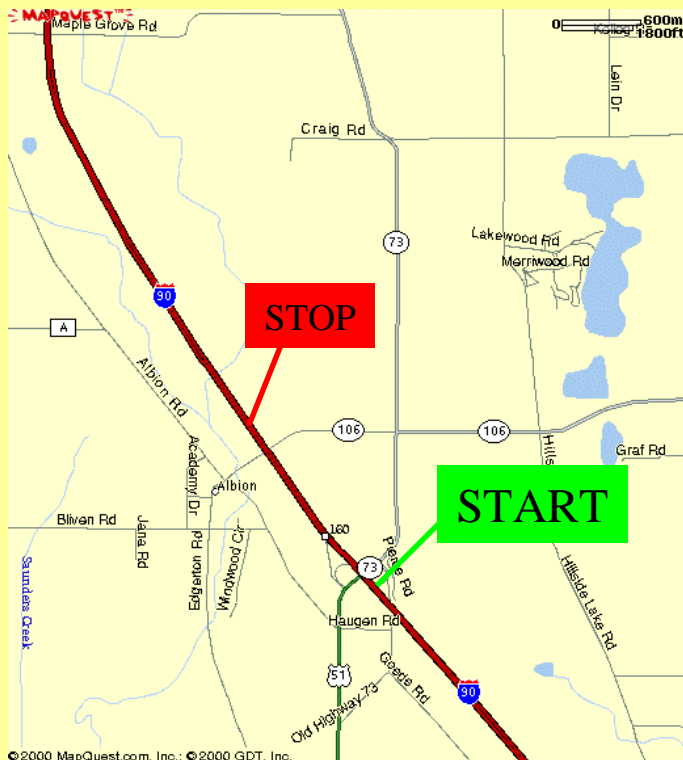 MAPQUEST
Maple Grove Rd
0 600m
1800ft
Lein Dr
Craig Rd
73
Lakewood Rd
Merriwood Rd
90
STOP
A
Albion Rd
106
106
Graf Rd
Academy Dr
Albion
START
Bliven Rd
Jana Rd
Edgerton Rd
Windwood Cir
160
73
Pierce Rd
Hillside Lake Rd
Saunders Creek
Haugen Rd
51
Goede Rd
90
Old Highway 73
©2000 MapQuest.com, Inc.; ©2000 GDT, Inc.